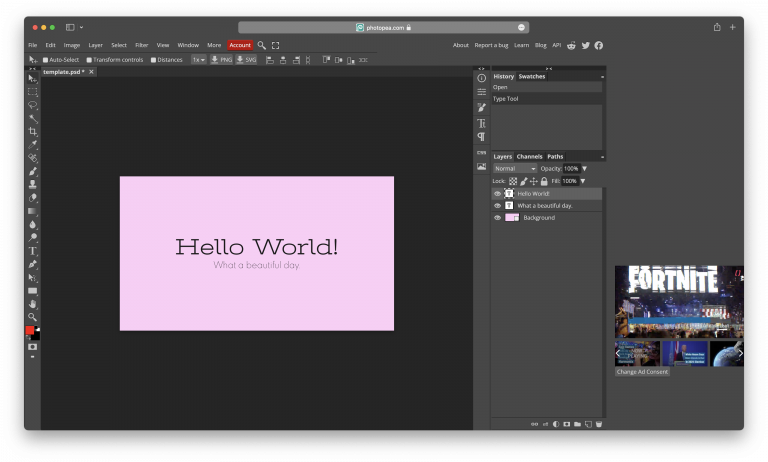 photopea.com
File Edit Image Layer Select Filter View Window More Account
About Report a bug Learn Blog API
Auto-Select Transform controls Distances 1x PNG SVG
template.psd *
History Swatches
Open
Type Tool
CSS
Layers Channels Paths
Normal Opacity: 100%
Lock: Fill: 100%
Hello World!
What a beautiful day.
Background
Hello World!
What a beautiful day.
FORTNITE
Change Ad Consent